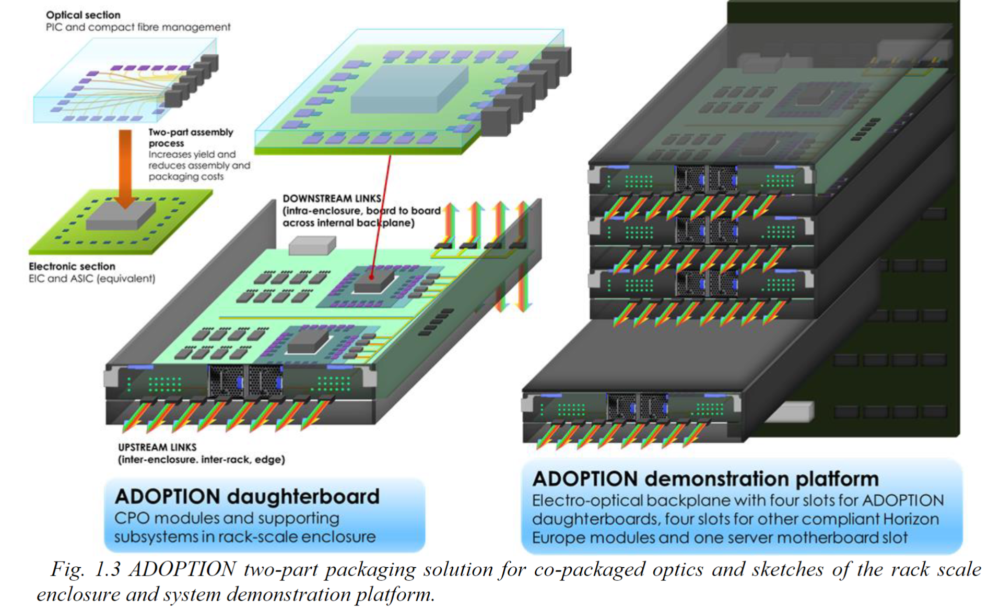 Optical section
PIC and compact fibre management
Two-part assembly
process
Increases yield and
reduces assembly and
packaging costs
Electronic section
EIC and ASIC (equivalent)
DOWNSTREAM LINKS
(intra-enclosure, board to board
across internal backplane)
UPSTREAM LINKS
(inter-enclosure. inter-rack, edge)
ADOPTION daughterboard
CPO modules and supporting
subsystems in rack-scale enclosure
ADOPTION demonstration platform
Electro-optical backplane with four slots for ADOPTION
daughterboards, four slots for other compliant Horizon
Europe modules and one server motherboard slot
Fig. 1.3 ADOPTION two-part packaging solution for co-packaged optics and sketches of the rack scale
enclosure and system demonstration platform.